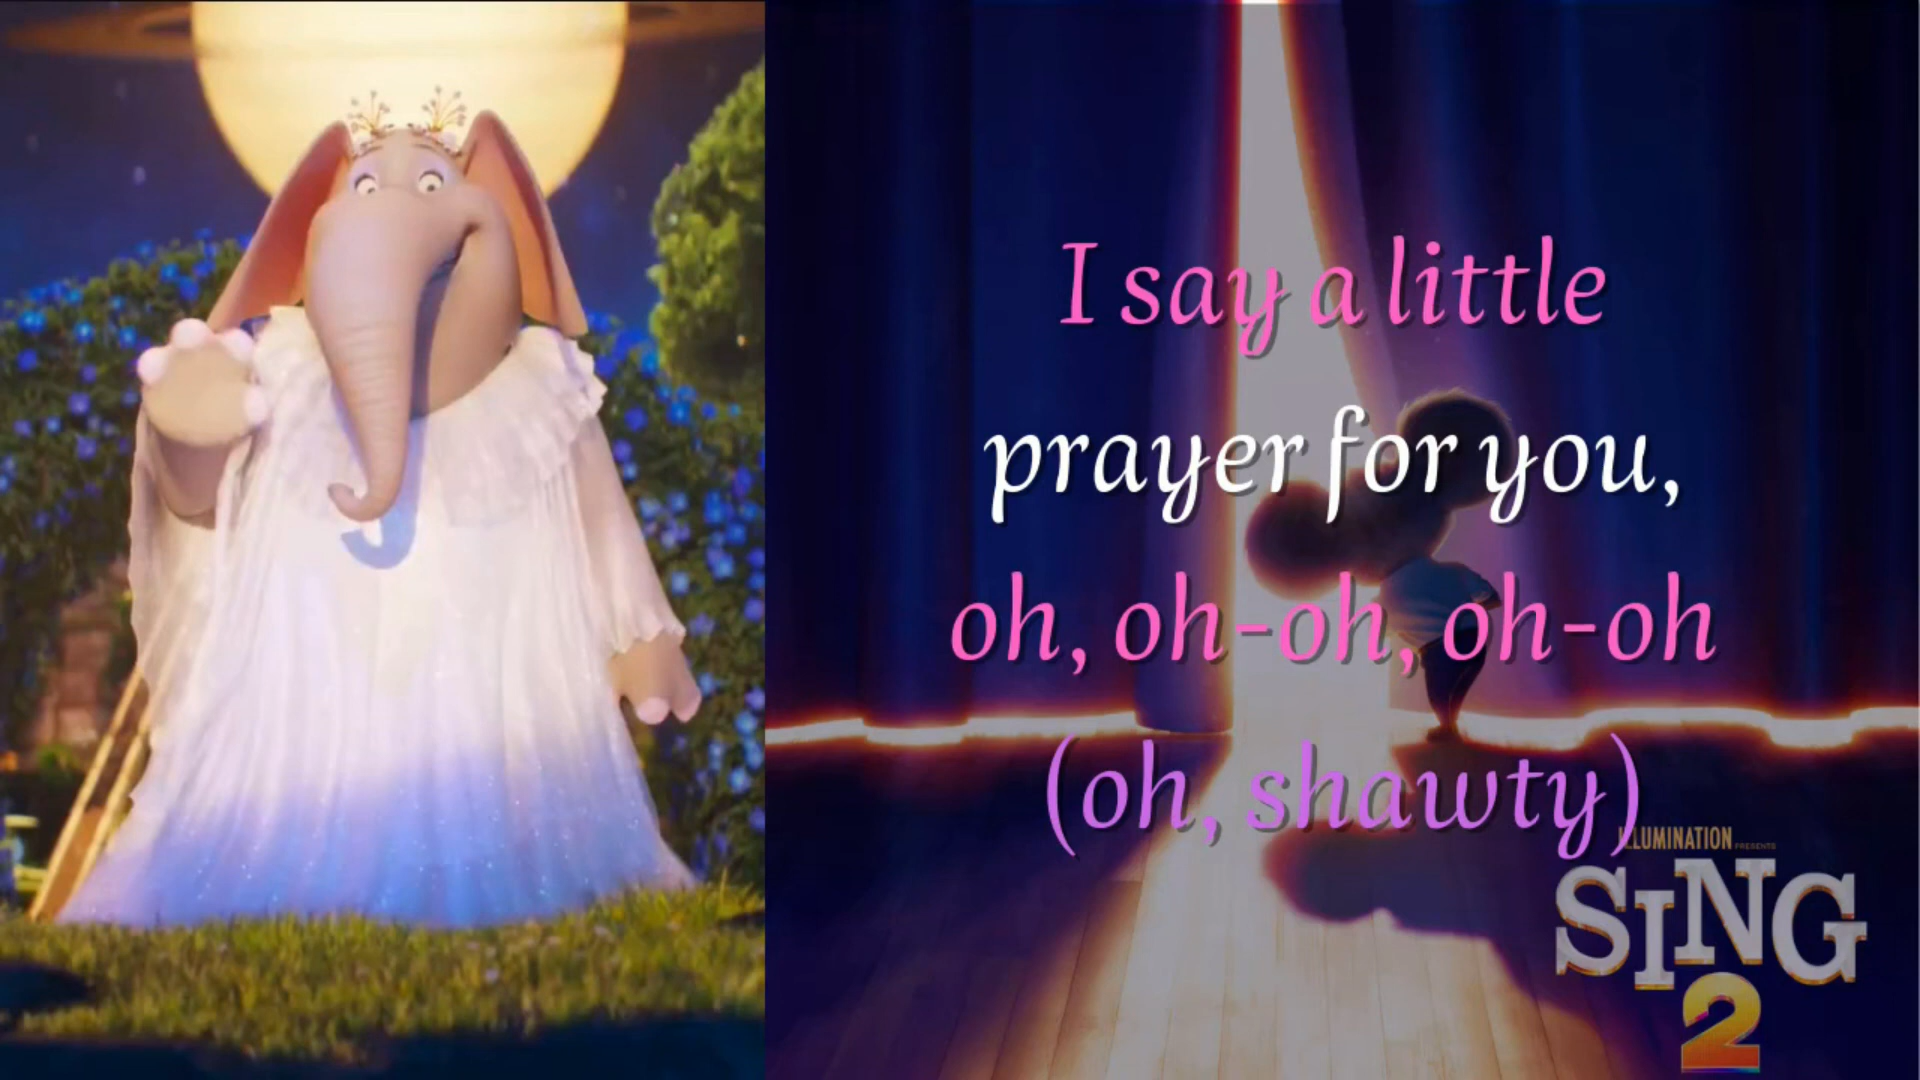 I say a little
prayer for you,
oh, oh-oh, oh-oh
(oh, shawty)
ILLUMINATION PRESENTS
SING
2